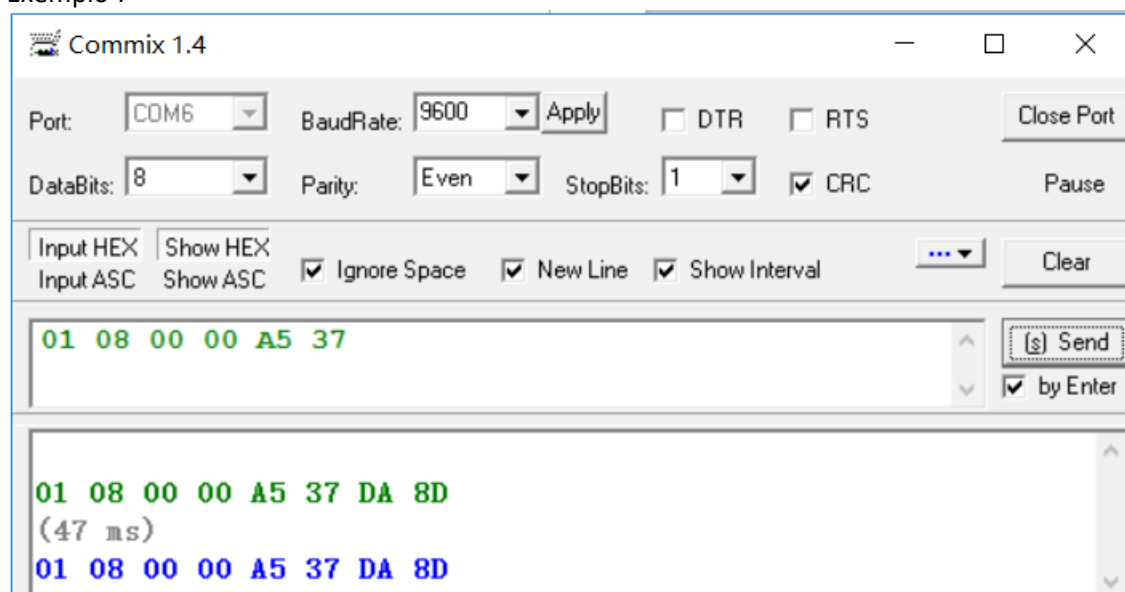 Commix 1.4
Port: COM6 BaudRate: 9600 Apply DTR RTS Close Port
DataBits: 8 Parity: Even StopBits: 1 CRC Pause
Input HEX Show HEX
Input ASC Show ASC Ignore Space New Line Show Interval ... Clear
01 08 00 00 A5 37
(s) Send
by Enter
01 08 00 00 A5 37 DA 8D
(47 ms)
01 08 00 00 A5 37 DA 8D